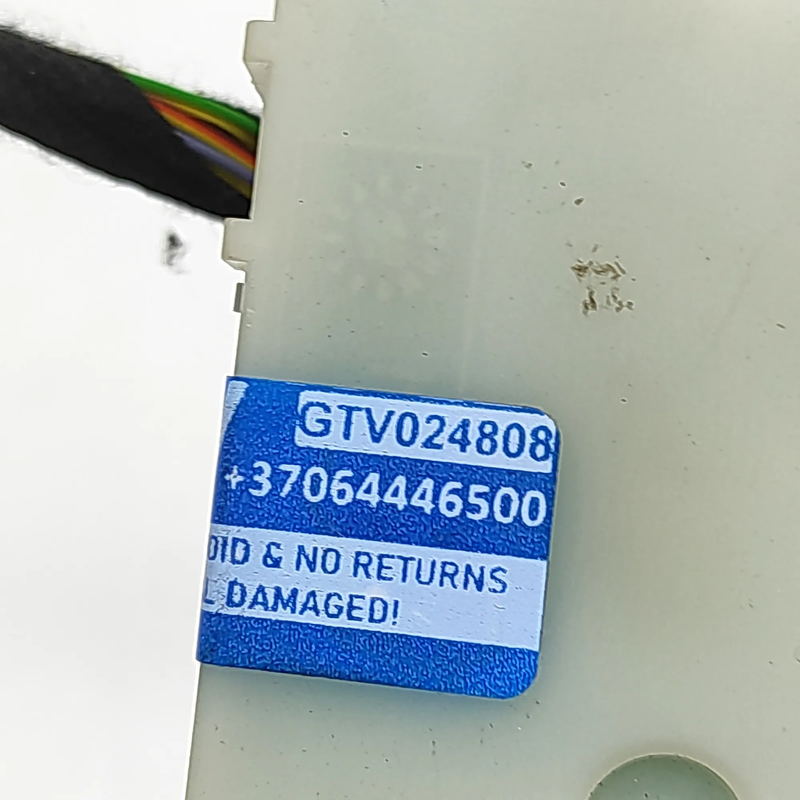 GTV024808
+37064446500
OID & NO RETURNS
L DAMAGED!